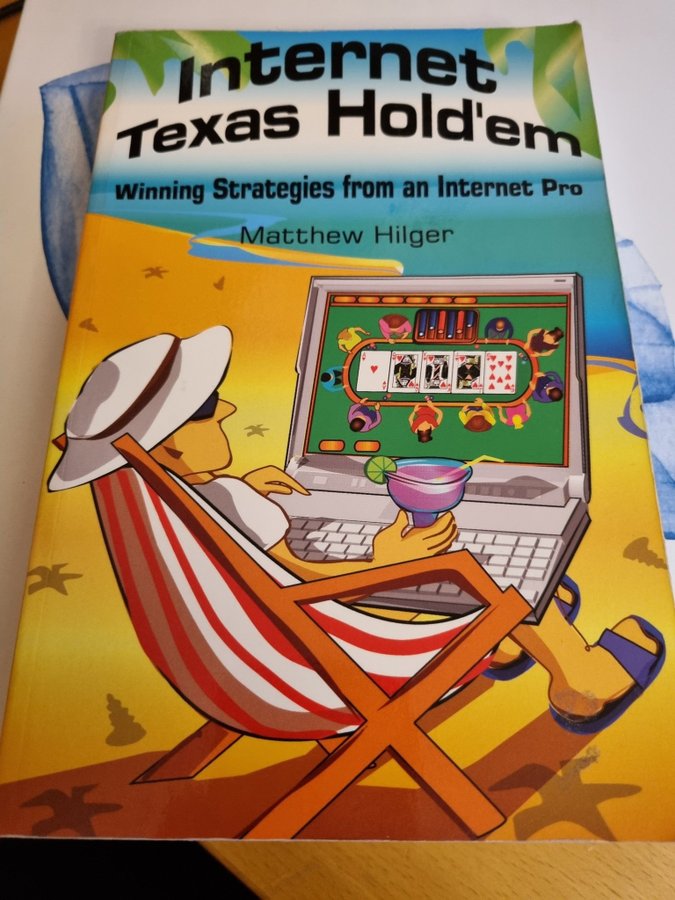 Internet
Texas Hold'em
Winning Strategies from an Internet Pro
Matthew Hilger